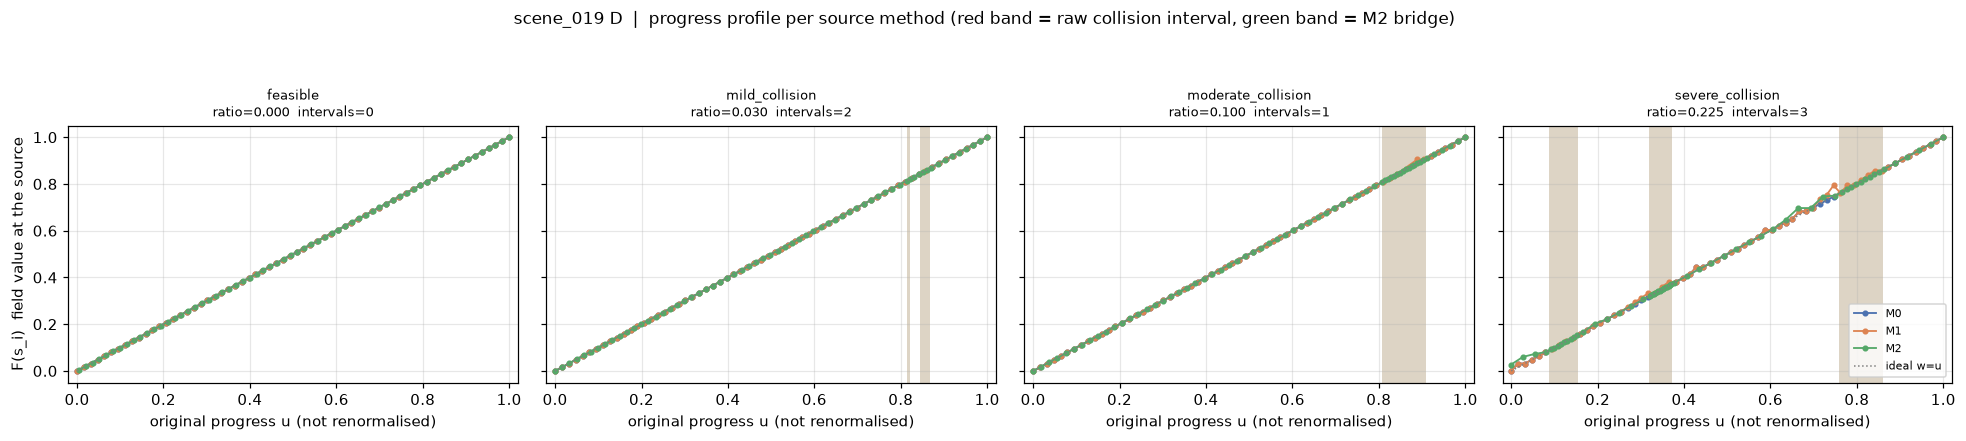 scene_019 D | progress profile per source method (red band = raw collision interval, green band = M2 bridge)
feasible
ratio=0.000 intervals=0
mild_collision
ratio=0.030 intervals=2
moderate_collision
ratio=0.100 intervals=1
severe_collision
ratio=0.225 intervals=3
F(s_i) field value at the source
1.0
0.8
0.6
0.4
0.2
0.0
0.0 0.2 0.4 0.6 0.8 1.0
0.0 0.2 0.4 0.6 0.8 1.0
0.0 0.2 0.4 0.6 0.8 1.0
0.0 0.2 0.4 0.6 0.8 1.0
original progress u (not renormalised)
original progress u (not renormalised)
original progress u (not renormalised)
original progress u (not renormalised)
M0
M1
M2
ideal w=u